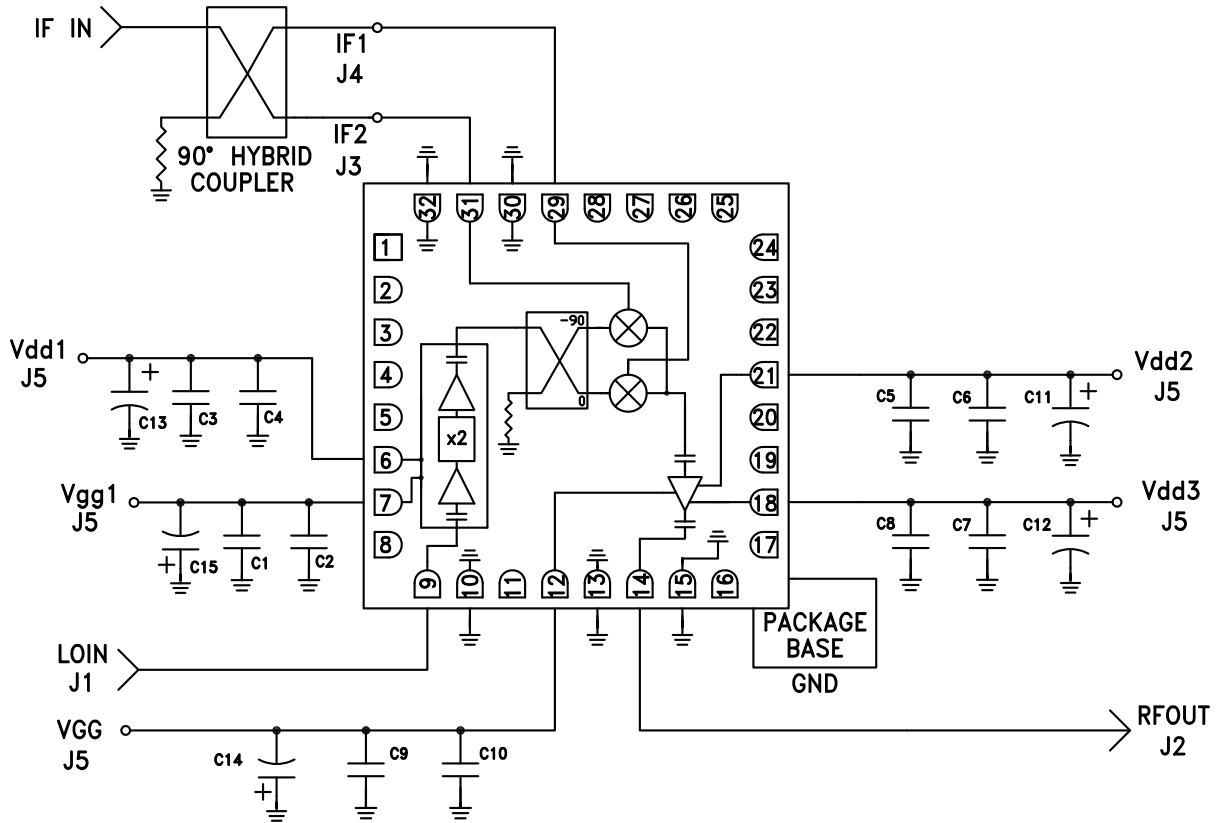 IF IN
IF1
J4
IF2
J3
90° HYBRID
COUPLER
32
31
30
29
28
27
26
25
1
2
3
4
5
6
7
8
24
23
22
21
20
19
18
17
-90
0
x2
Vdd1
J5
+
C13
C3
C4
Vgg1
J5
+
C15
C1
C2
Vdd2
J5
C5
C6
C11
+
Vdd3
J5
C8
C7
C12
+
9
10
11
12
13
14
15
16
PACKAGE
BASE
GND
LOIN
J1
VGG
J5
C14
+
C9
C10
RFOUT
J2